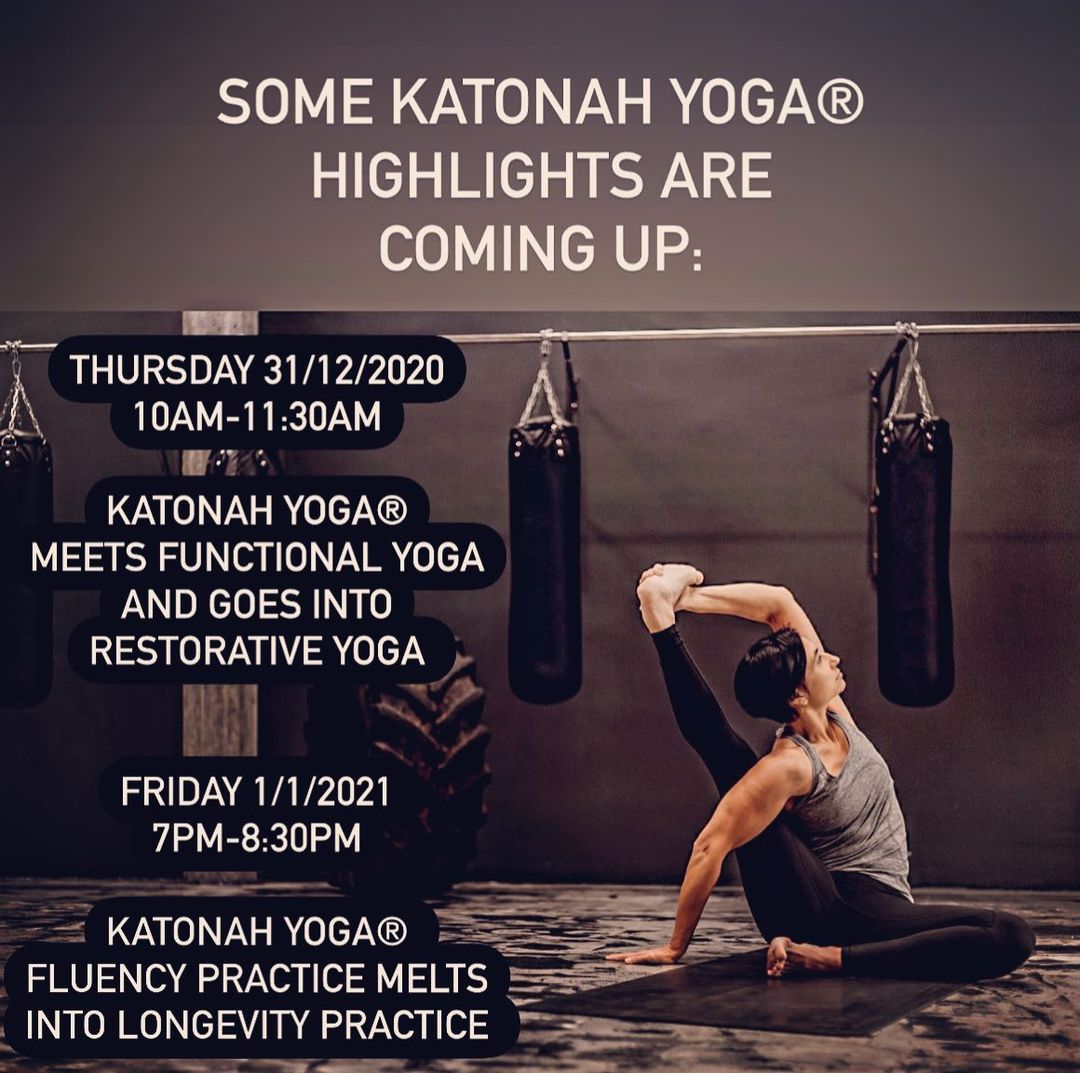 SOME KATONAH YOGA®
HIGHLIGHTS ARE
COMING UP:
THURSDAY 31/12/2020
10AM-11:30AM
KATONAH YOGA®
MEETS FUNCTIONAL YOGA
AND GOES INTO
RESTORATIVE YOGA
FRIDAY 1/1/2021
7PM-8:30PM
KATONAH YOGA®
FLUENCY PRACTICE MELTS
INTO LONGEVITY PRACTICE